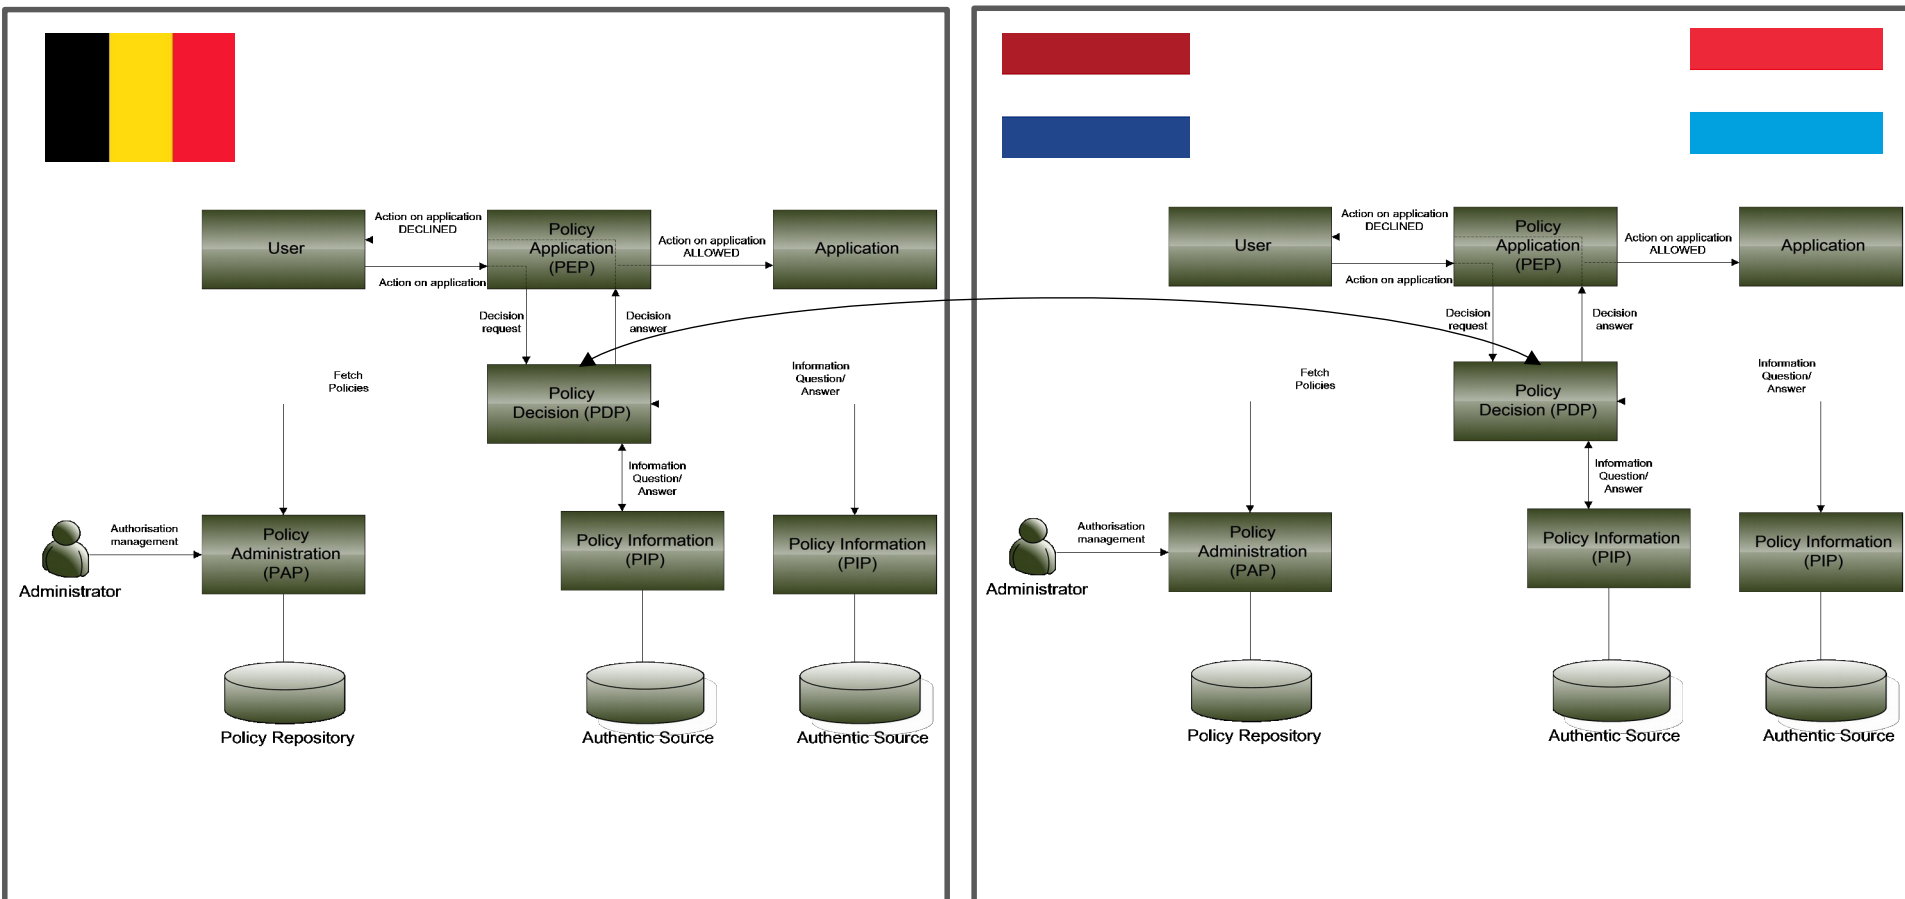 User
Action on application
DECLINED
Action on application
Policy
Application
(PEP)
Action on application
ALLOWED
Application
Decision
request
Decision
answer
Fetch
Policies
Policy
Decision (PDP)
Information
Question/
Answer
Information
Question/
Answer
Administrator
Authorisation
management
Policy
Administration
(PAP)
Policy Information
(PIP)
Policy Information
(PIP)
Policy Repository
Authentic Source
Authentic Source
User
Action on application
DECLINED
Action on application
Policy
Application
(PEP)
Action on application
ALLOWED
Application
Decision
request
Decision
answer
Fetch
Policies
Policy
Decision (PDP)
Information
Question/
Answer
Information
Question/
Answer
Administrator
Authorisation
management
Policy
Administration
(PAP)
Policy Information
(PIP)
Policy Information
(PIP)
Policy Repository
Authentic Source
Authentic Source